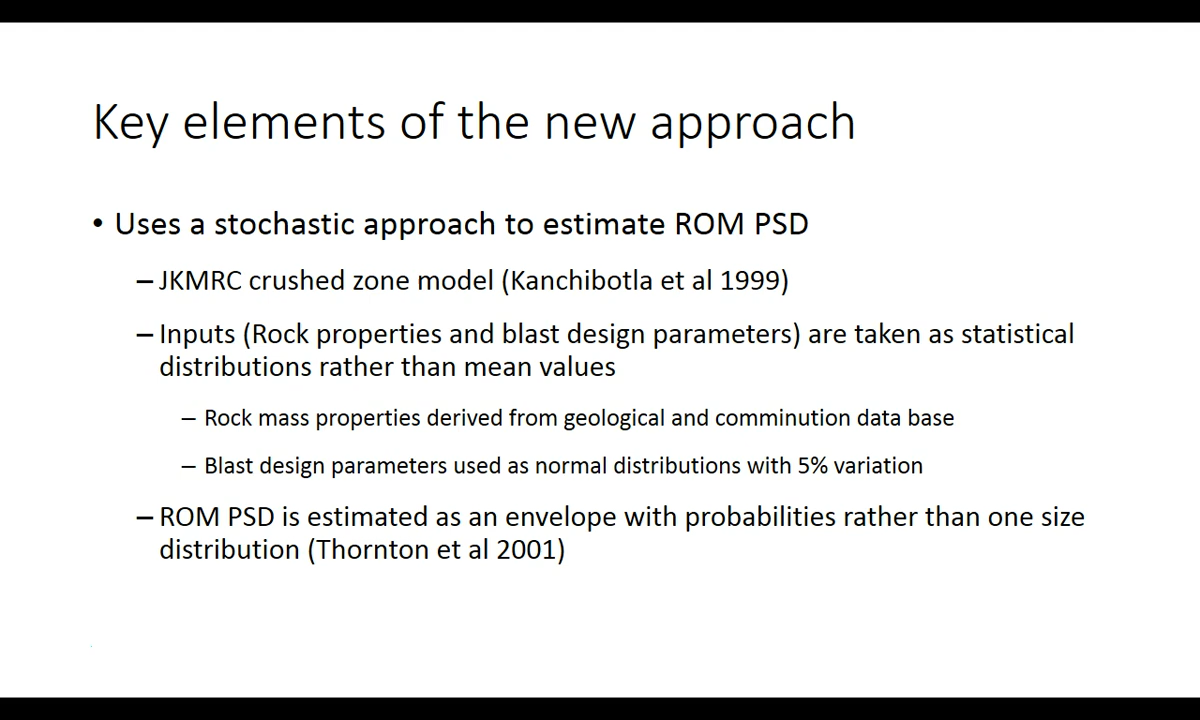 Key elements of the new approach
• Uses a stochastic approach to estimate ROM PSD
– JKMRC crushed zone model (Kanchibotla et al 1999)
– Inputs (Rock properties and blast design parameters) are taken as statistical
distributions rather than mean values
– Rock mass properties derived from geological and comminution data base
– Blast design parameters used as normal distributions with 5% variation
– ROM PSD is estimated as an envelope with probabilities rather than one size
distribution (Thornton et al 2001)